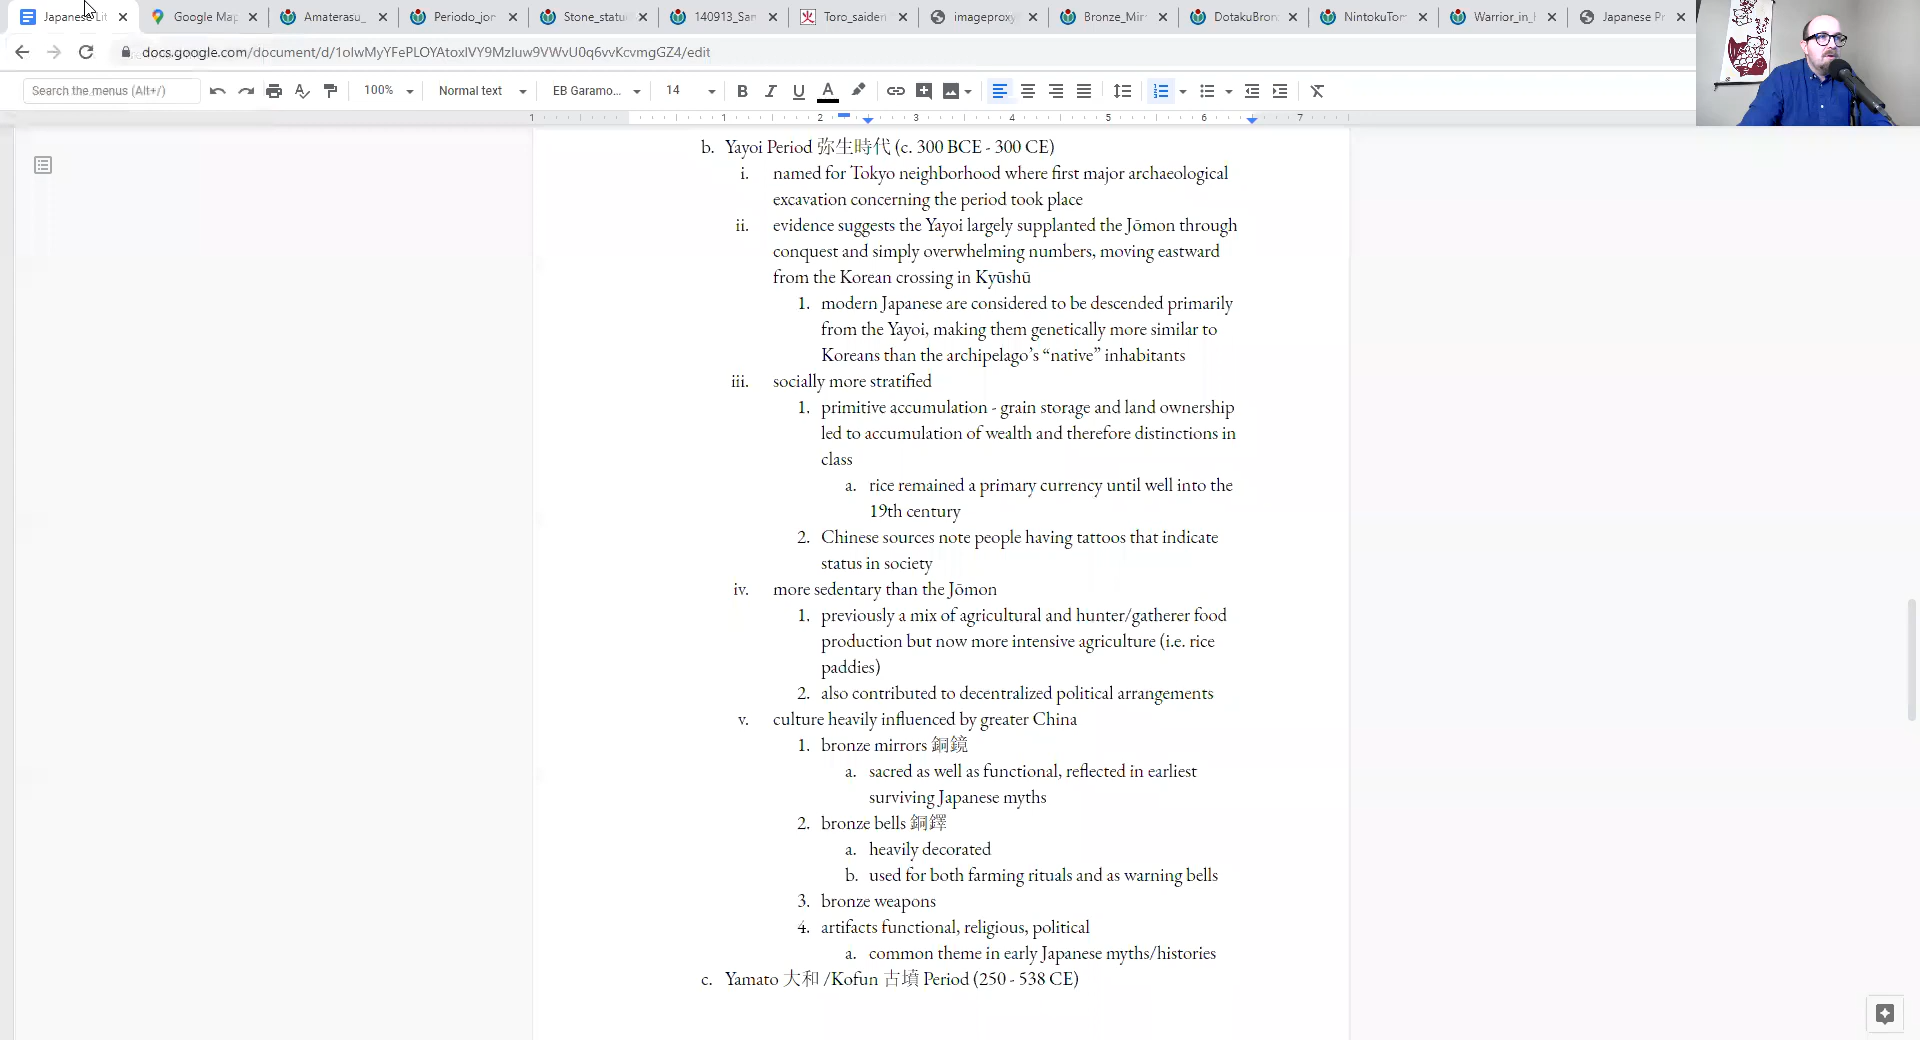 Japanese Lit
Google Map
Amaterasu_
Periodo_jor
Stone_statu
140913_San
Toro_saideri
imageproxy
Bronze_Mir
DotakuBron
NintokuTom
Warrior_in_
Japanese Pr
docs.google.com/document/d/1olwMyYFePLOYAtoxlVY9MzIuw9VWvU0q6vvKcvmgGZ4/edit
Search the menus (Alt+/)
100%
Normal text
EB Garamo...
14
1 1 2 3 4 5 6 7
b. Yayoi Period 弥生時代 (c. 300 BCE - 300 CE)
i. named for Tokyo neighborhood where first major archaeological
excavation concerning the period took place
ii. evidence suggests the Yayoi largely supplanted the Jōmon through
conquest and simply overwhelming numbers, moving eastward
from the Korean crossing in Kyūshū
1. modern Japanese are considered to be descended primarily
from the Yayoi, making them genetically more similar to
Koreans than the archipelago’s “native” inhabitants
iii. socially more stratified
1. primitive accumulation - grain storage and land ownership
led to accumulation of wealth and therefore distinctions in
class
a. rice remained a primary currency until well into the
19th century
2. Chinese sources note people having tattoos that indicate
status in society
iv. more sedentary than the Jōmon
1. previously a mix of agricultural and hunter/gatherer food
production but now more intensive agriculture (i.e. rice
paddies)
2. also contributed to decentralized political arrangements
v. culture heavily influenced by greater China
1. bronze mirrors 銅鏡
a. sacred as well as functional, reflected in earliest
surviving Japanese myths
2. bronze bells 銅鐸
a. heavily decorated
b. used for both farming rituals and as warning bells
3. bronze weapons
4. artifacts functional, religious, political
a. common theme in early Japanese myths/histories
c. Yamato 大和 /Kofun 古墳 Period (250 - 538 CE)